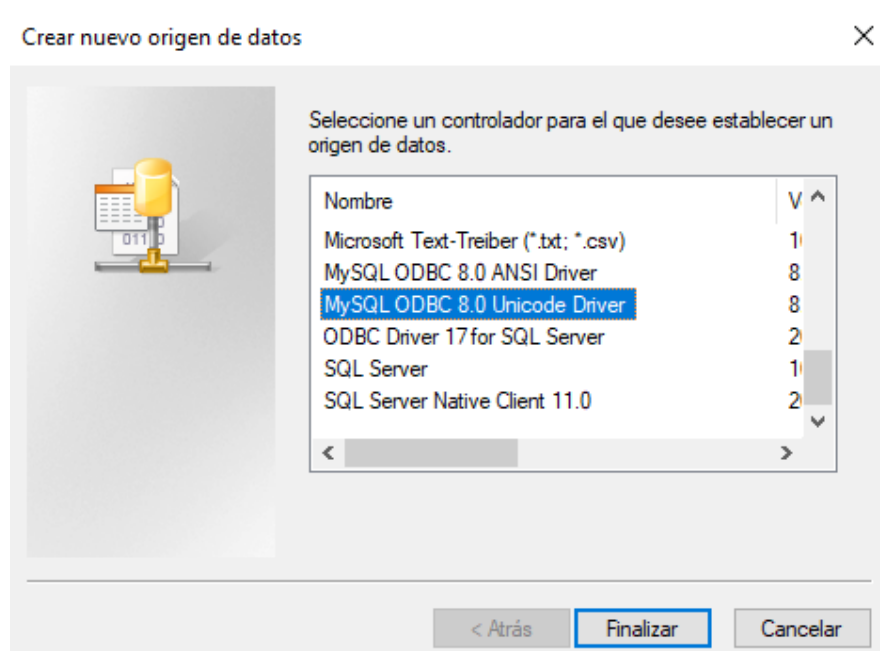 Crear nuevo origen de datos
Seleccione un controlador para el que desee establecer un
origen de datos.
Nombre
Microsoft Text-Treiber (*.txt; *.csv)
MySQL ODBC 8.0 ANSI Driver 8
MySQL ODBC 8.0 Unicode Driver 8
ODBC Driver 17 for SQL Server
SQL Server
SQL Server Native Client 11.0
< Atrás Finalizar Cancelar